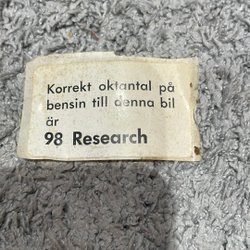 Korrekt oktantal på
bensin till denna bil
är
98 Research